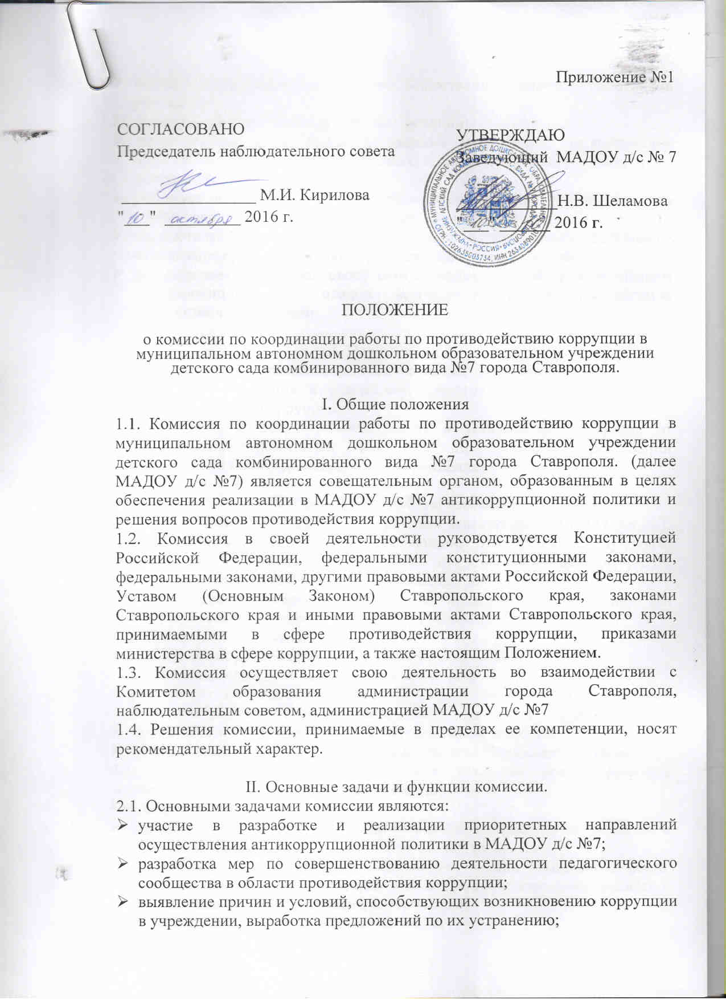 Приложение №1
СОГЛАСОВАНО
Председатель наблюдательного совета
М.И. Кирилова
"10" октября 2016 г.
УТВЕРЖДАЮ
Заведующий МАДОУ д/с № 7
Н.В. Шеламова
"10" 2016 г.
ПОЛОЖЕНИЕ
о комиссии по координации работы по противодействию коррупции в
муниципальном автономном дошкольном образовательном учреждении
детского сада комбинированного вида №7 города Ставрополя.
I. Общие положения
1.1. Комиссия по координации работы по противодействию коррупции в
муниципальном автономном дошкольном образовательном учреждении
детского сада комбинированного вида №7 города Ставрополя. (далее
МАДОУ д/с №7) является совещательным органом, образованным в целях
обеспечения реализации в МАДОУ д/с №7 антикоррупционной политики и
решения вопросов противодействия коррупции.
1.2. Комиссия в своей деятельности руководствуется Конституцией
Российской Федерации, федеральными конституционными законами,
федеральными законами, другими правовыми актами Российской Федерации,
Уставом (Основным Законом) Ставропольского края, законами
Ставропольского края и иными правовыми актами Ставропольского края,
принимаемыми в сфере противодействия коррупции, приказами
министерства в сфере коррупции, а также настоящим Положением.
1.3. Комиссия осуществляет свою деятельность во взаимодействии с
Комитетом образования администрации города Ставрополя,
наблюдательным советом, администрацией МАДОУ д/с №7
1.4. Решения комиссии, принимаемые в пределах ее компетенции, носят
рекомендательный характер.
II. Основные задачи и функции комиссии.
2.1. Основными задачами комиссии являются:
➢ участие в разработке и реализации приоритетных направлений
осуществления антикоррупционной политики в МАДОУ д/с №7;
➢ разработка мер по совершенствованию деятельности педагогического
сообщества в области противодействия коррупции;
➢ выявление причин и условий, способствующих возникновению коррупции
в учреждении, выработка предложений по их устранению;